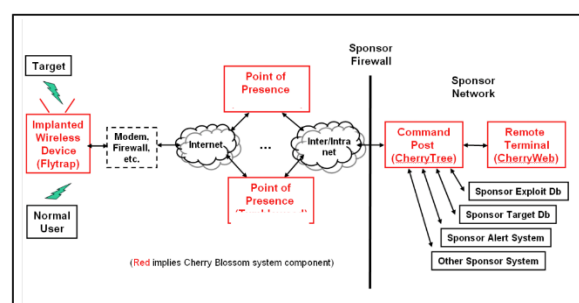 Target
Implanted
Wireless
Device
(Flytrap)
Normal
User
Modem,
Firewall,
etc.
Internet
Point of
Presence
...
Point of
Presence
Inter/Intra
net
Sponsor
Firewall
Sponsor
Network
Command
Post
(CherryTree)
Remote
Terminal
(CherryWeb)
Sponsor Exploit Db
Sponsor Target Db
Sponsor Alert System
Other Sponsor System
(Red implies Cherry Blossom system component)